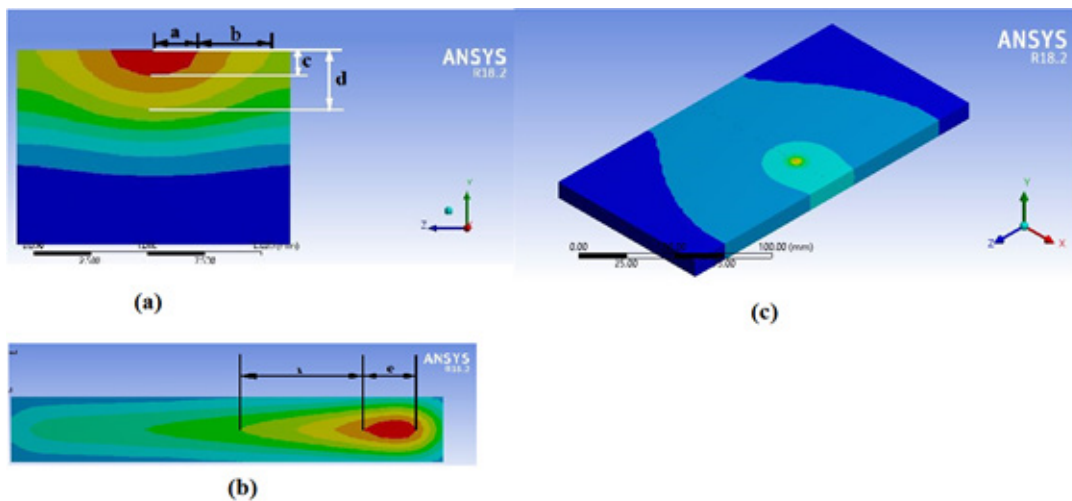 a b
c
d
ANSYS
R18.2
Y
Z
(a)
ANSYS
R18.2
0.00 100.00 (mm)
25.00
Y
Z X
(c)
e
ANSYS
R18.2
(b)